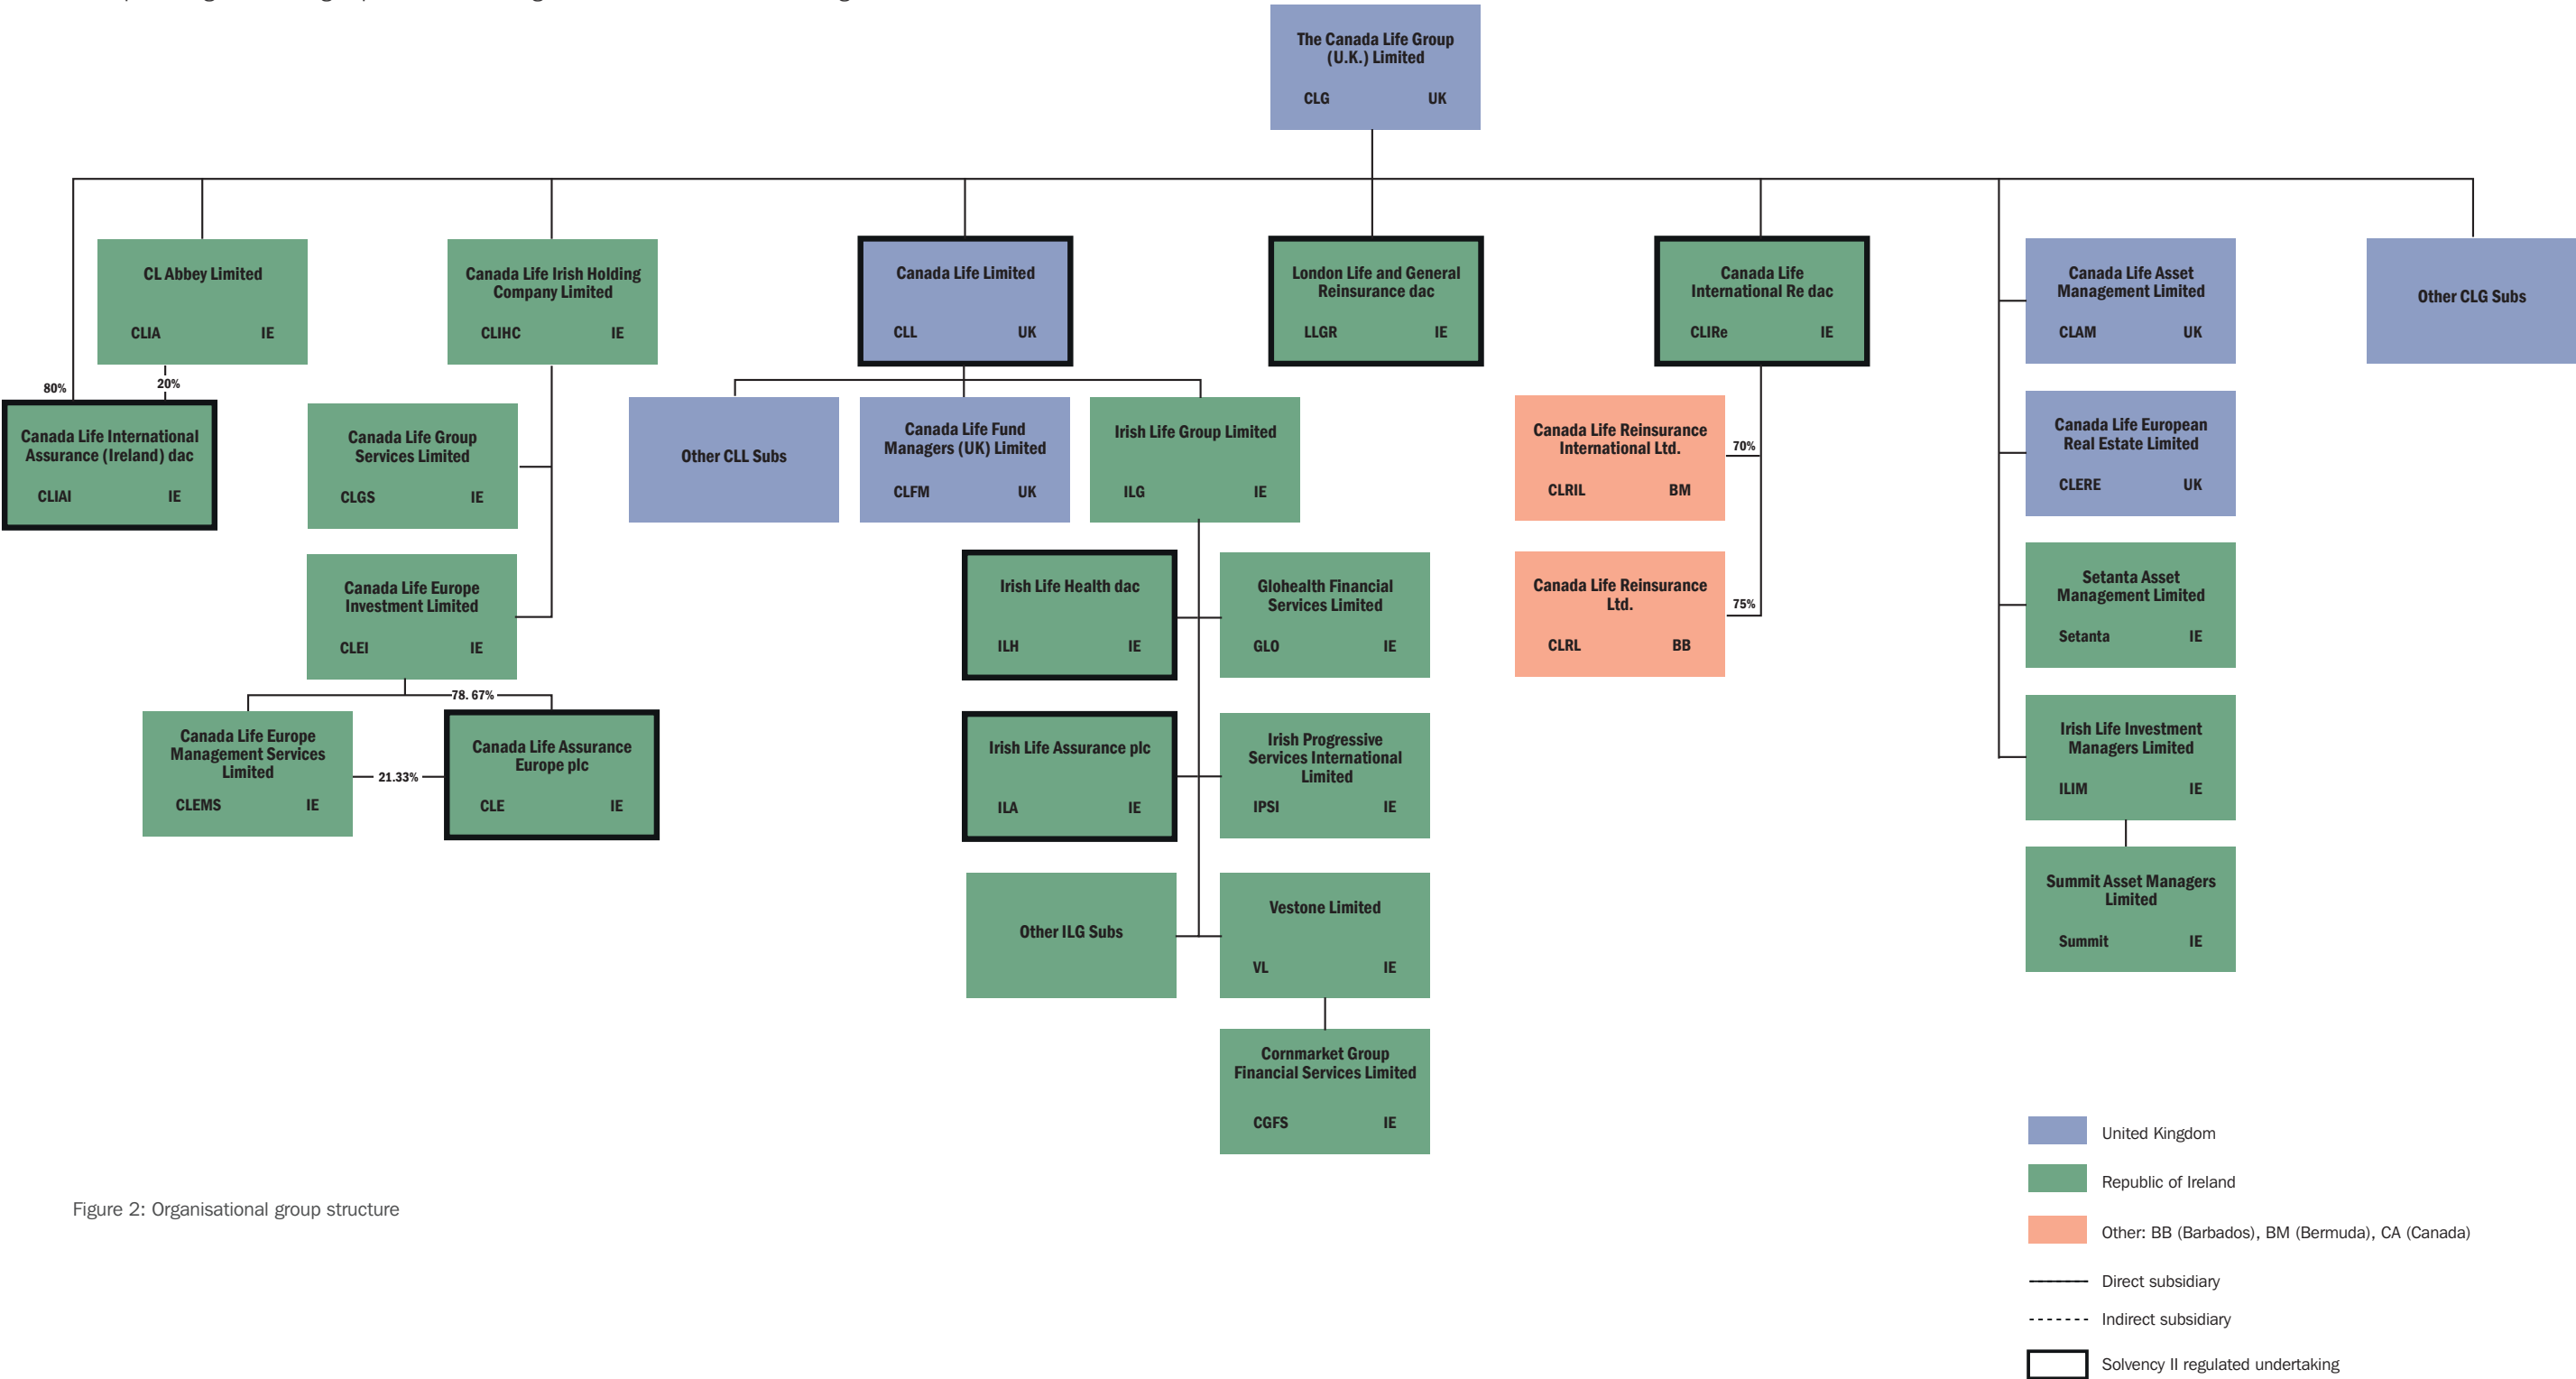 The Canada Life Group
(U.K.) Limited
CLG UK
CL Abbey Limited
CLIA IE
Canada Life Irish Holding
Company Limited
CLIHC IE
Canada Life Limited
CLL UK
London Life and General
Reinsurance dac
LLGR IE
Canada Life
International Re dac
CLIRe IE
Canada Life Asset
Management Limited
CLAM UK
Other CLG Subs
80%
20%
Canada Life International
Assurance (Ireland) dac
CLIAI IE
Canada Life Group
Services Limited
CLGS IE
Other CLL Subs
Canada Life Fund
Managers (UK) Limited
CLFM UK
Irish Life Group Limited
ILG IE
Canada Life Reinsurance
International Ltd.
CLRIL BM
70%
Canada Life European
Real Estate Limited
CLERE UK
Canada Life Europe
Investment Limited
CLEI IE
Irish Life Health dac
ILH IE
Glohealth Financial
Services Limited
GLO IE
Canada Life Reinsurance
Ltd.
CLRL BB
75%
Setanta Asset
Management Limited
Setanta IE
78. 67%
Canada Life Europe
Management Services
Limited
CLEMS IE
21.33%
Canada Life Assurance
Europe plc
CLE IE
Irish Life Assurance plc
ILA IE
Irish Progressive
Services International
Limited
IPSI IE
Irish Life Investment
Managers Limited
ILIM IE
Other ILG Subs
Vestone Limited
VL IE
Summit Asset Managers
Limited
Summit IE
Cornmarket Group
Financial Services Limited
CGFS IE
Figure 2: Organisational group structure
United Kingdom
Republic of Ireland
Other: BB (Barbados), BM (Bermuda), CA (Canada)
Direct subsidiary
Indirect subsidiary
Solvency II regulated undertaking